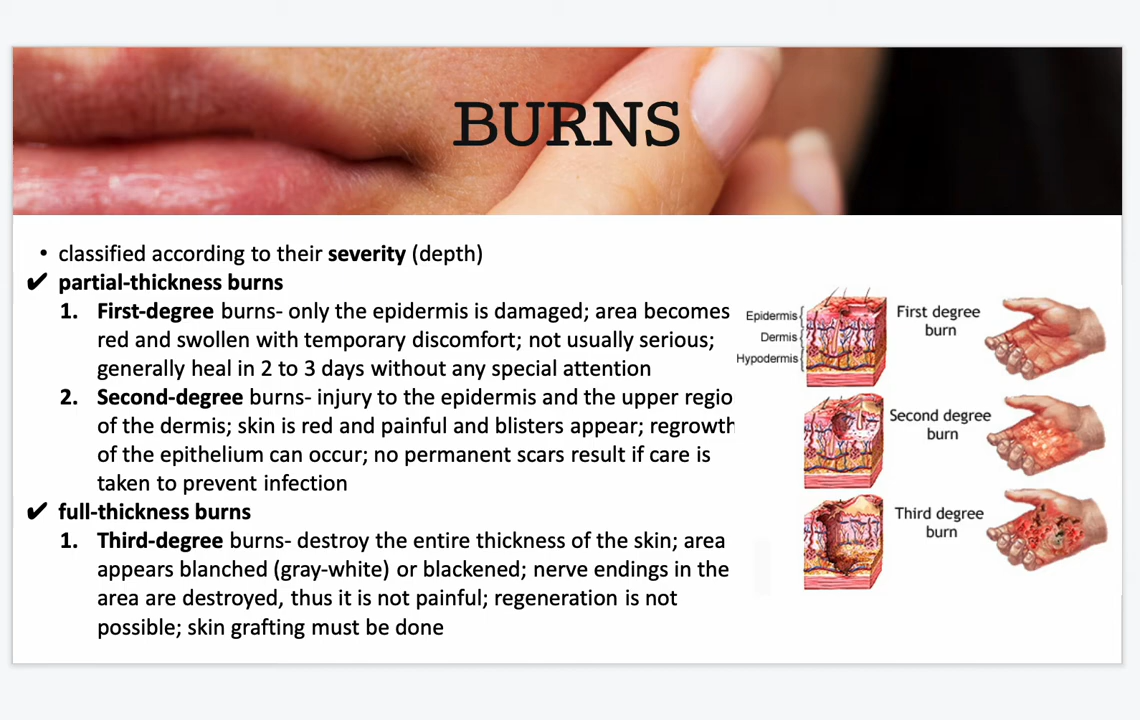 BURNS
• classified according to their severity (depth)
✔ partial-thickness burns
1. First-degree burns- only the epidermis is damaged; area becomes
red and swollen with temporary discomfort; not usually serious;
generally heal in 2 to 3 days without any special attention
2. Second-degree burns- injury to the epidermis and the upper regio
of the dermis; skin is red and painful and blisters appear; regrowth
of the epithelium can occur; no permanent scars result if care is
taken to prevent infection
✔ full-thickness burns
1. Third-degree burns- destroy the entire thickness of the skin; area
appears blanched (gray-white) or blackened; nerve endings in the
area are destroyed, thus it is not painful; regeneration is not
possible; skin grafting must be done
Epidermis
Dermis
Hypodermis
First degree
burn
Second degree
burn
Third degree
burn